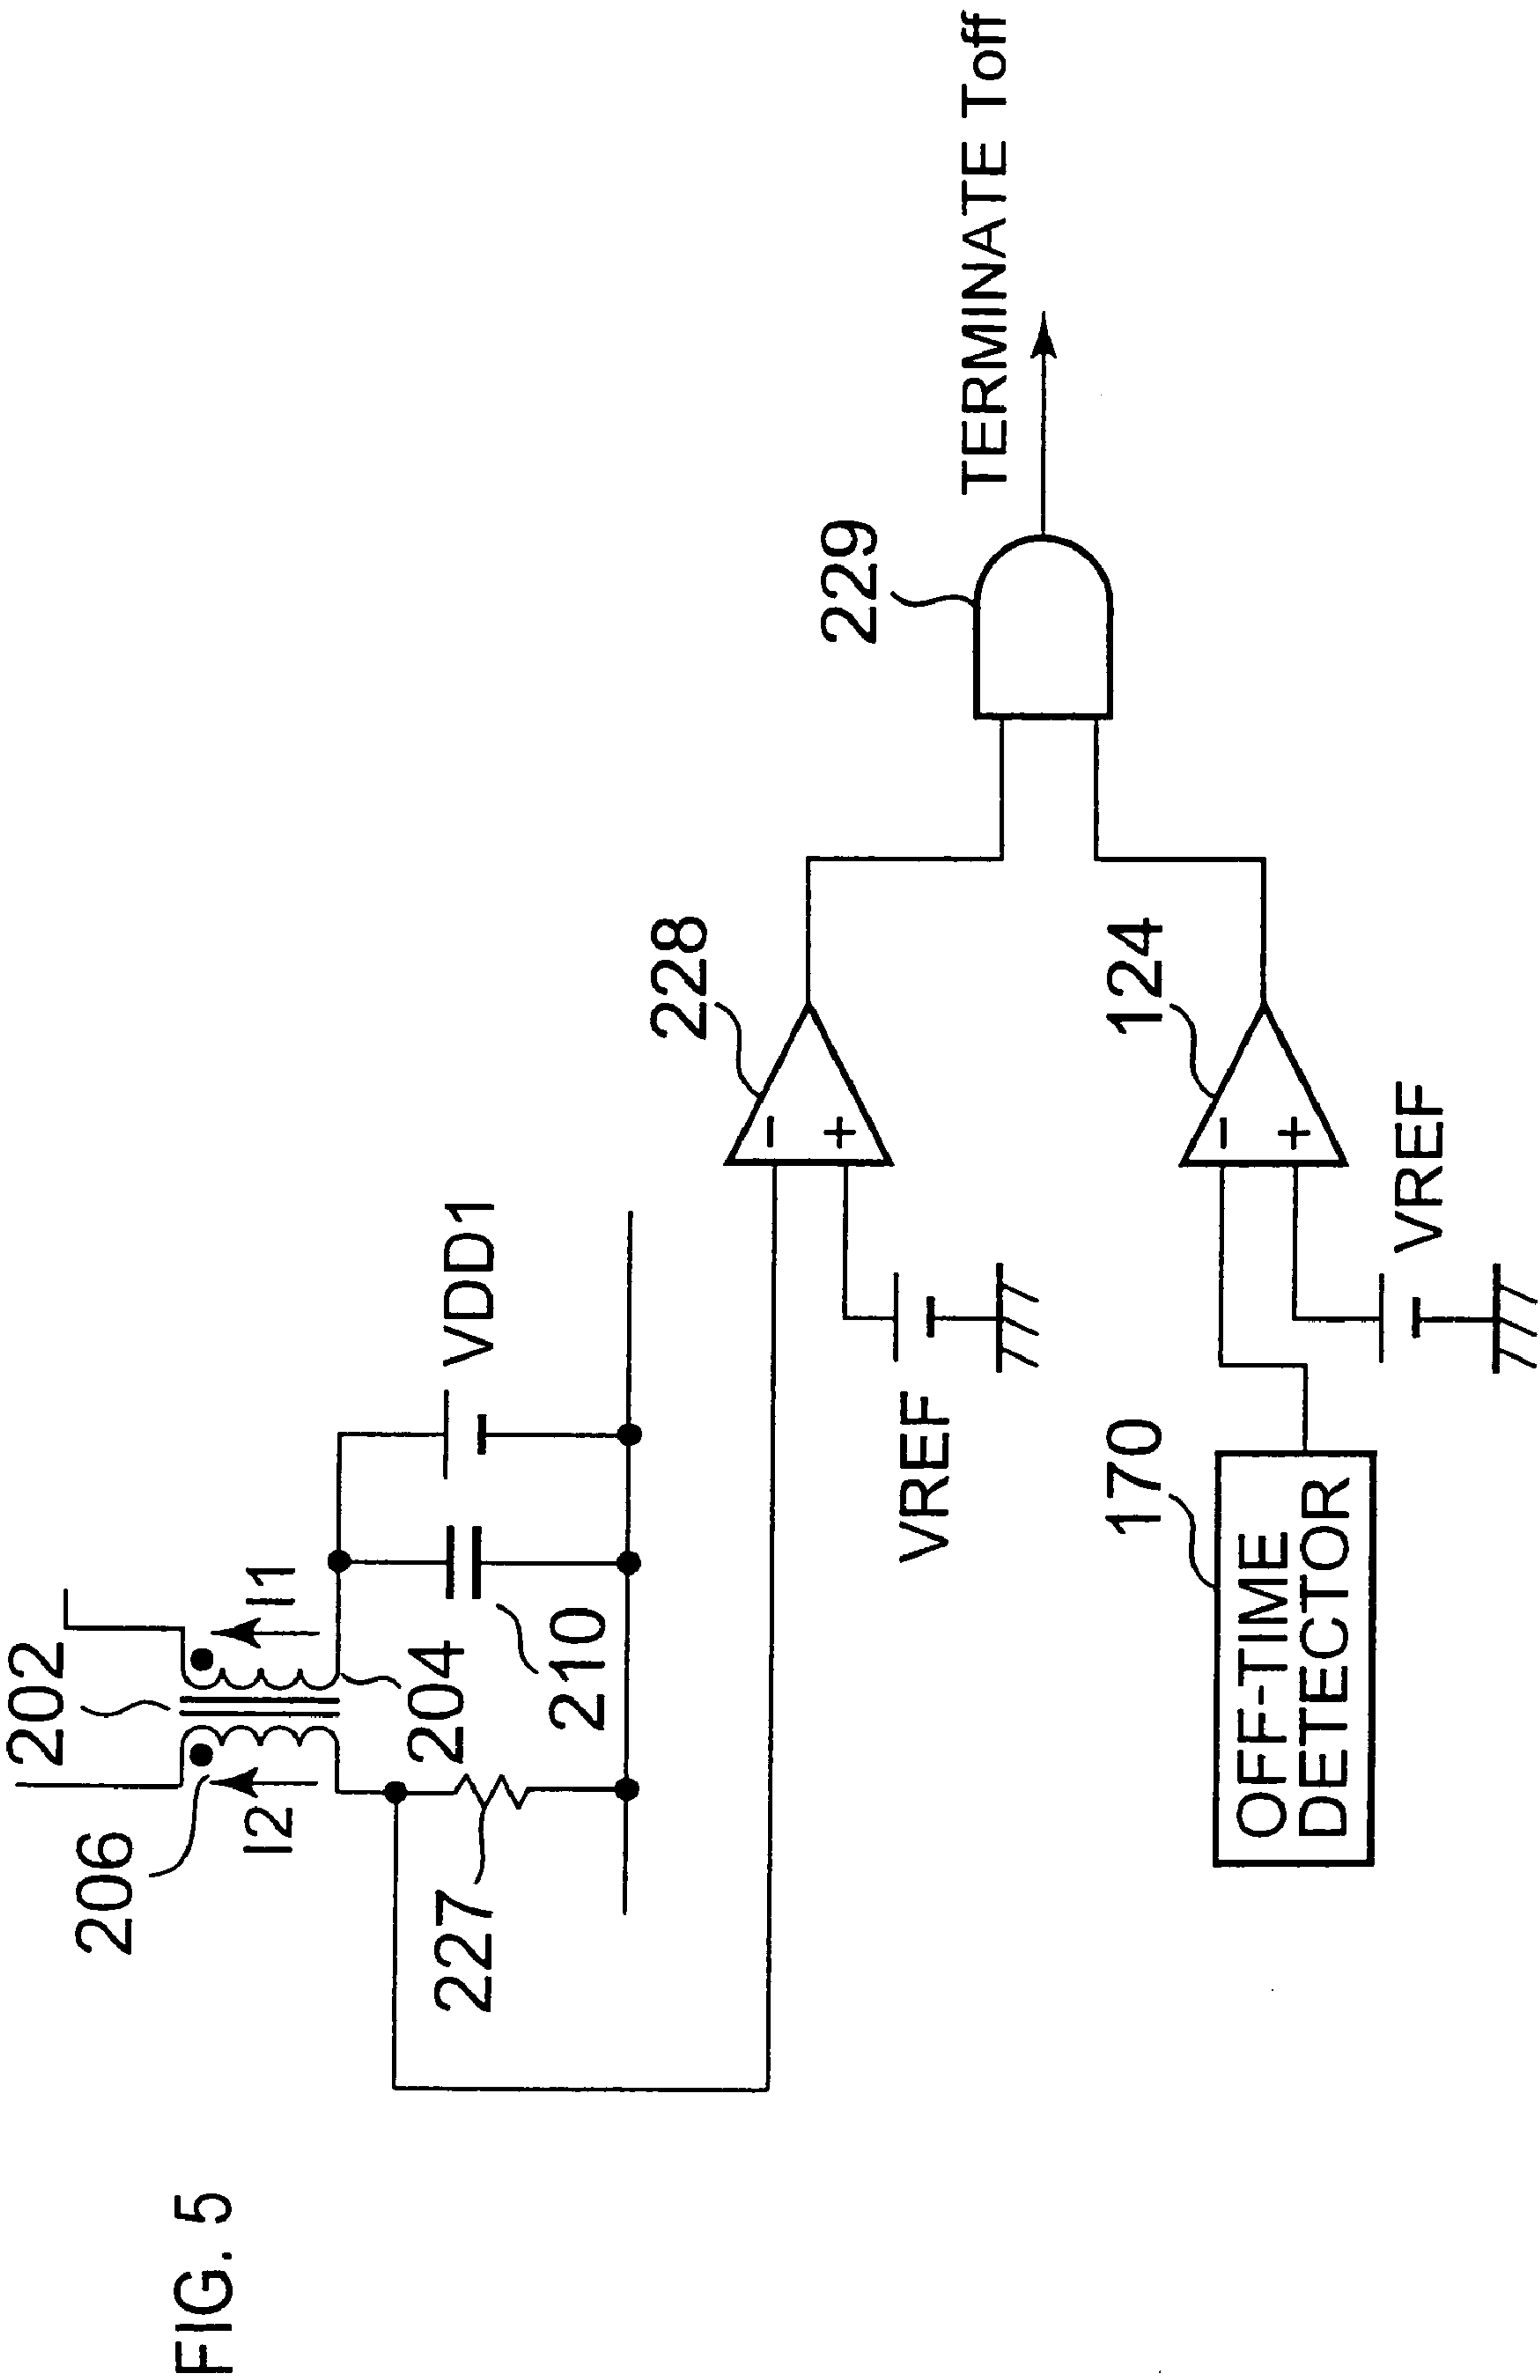 FIG. 5
202
206
I2
I1
204
227
210
VDD1
228
-
+
VREF
229
TERMINATE Toff
124
-
+
VREF
170
OFF-TIME
DETECTOR